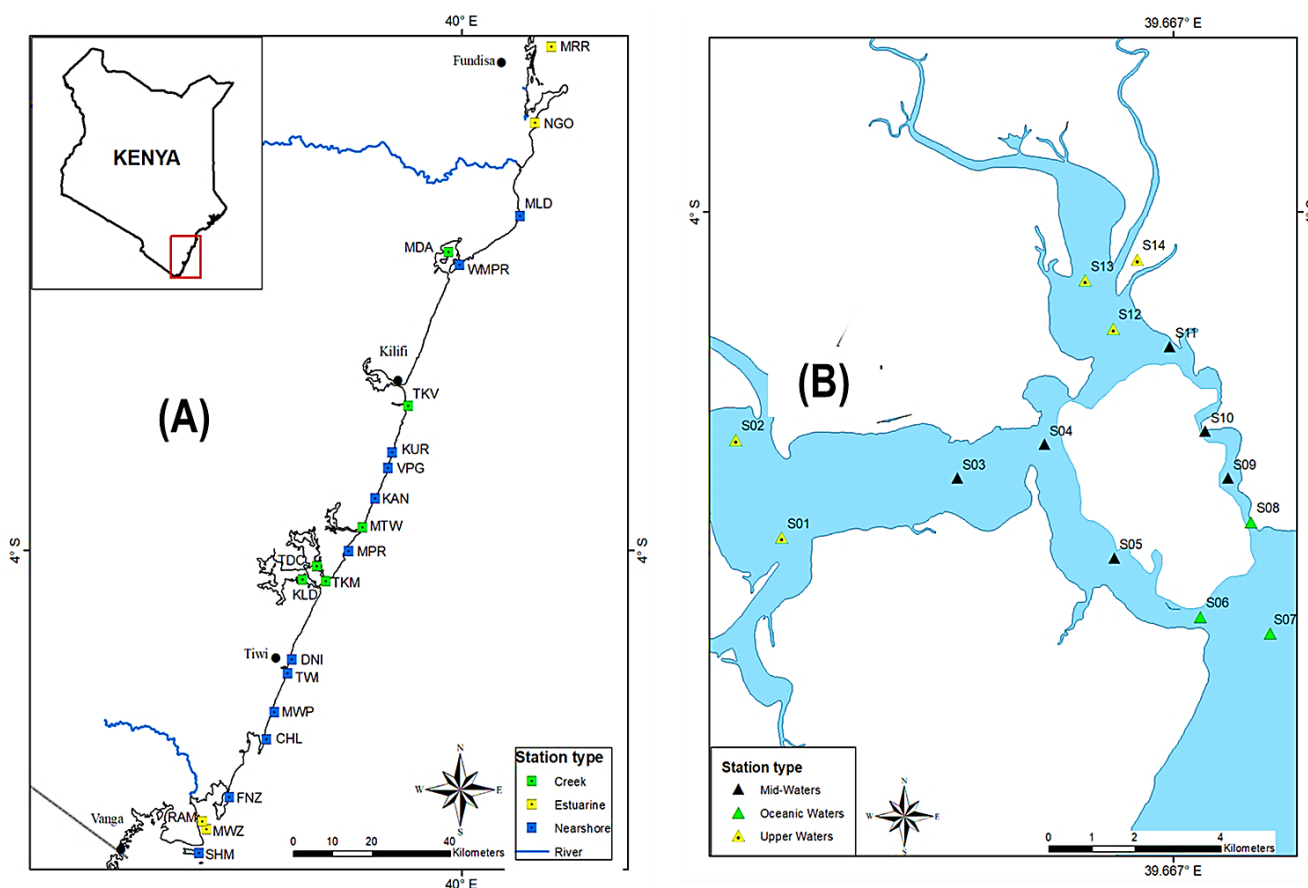 40° E
MRR
Fundisa
NGO
KENYA
MLD
MDA
WMPR
Kilifi
TKV
(A)
KUR
VPG
KAN
MTW
4° S
4° S
MPR
TDC
TKM
KLD
Tiwi
DNI
TWI
MWP
CHL
FNZ
Vanga
RAM
MWZ
SHM
N
W
E
S
0 10 20 40
Kilometers
Station type
Creek
Estuarine
Nearshore
River
40° E
39.667° E
4° S
4° S
S14
S13
S12
S11
(B)
S10
S02
S04
S03
S09
S08
S01
S05
S06
S07
Station type
Mid-Waters
Oceanic Waters
Upper Waters
N
W
E
S
0 1 2 4
Kilometers
39.667° E